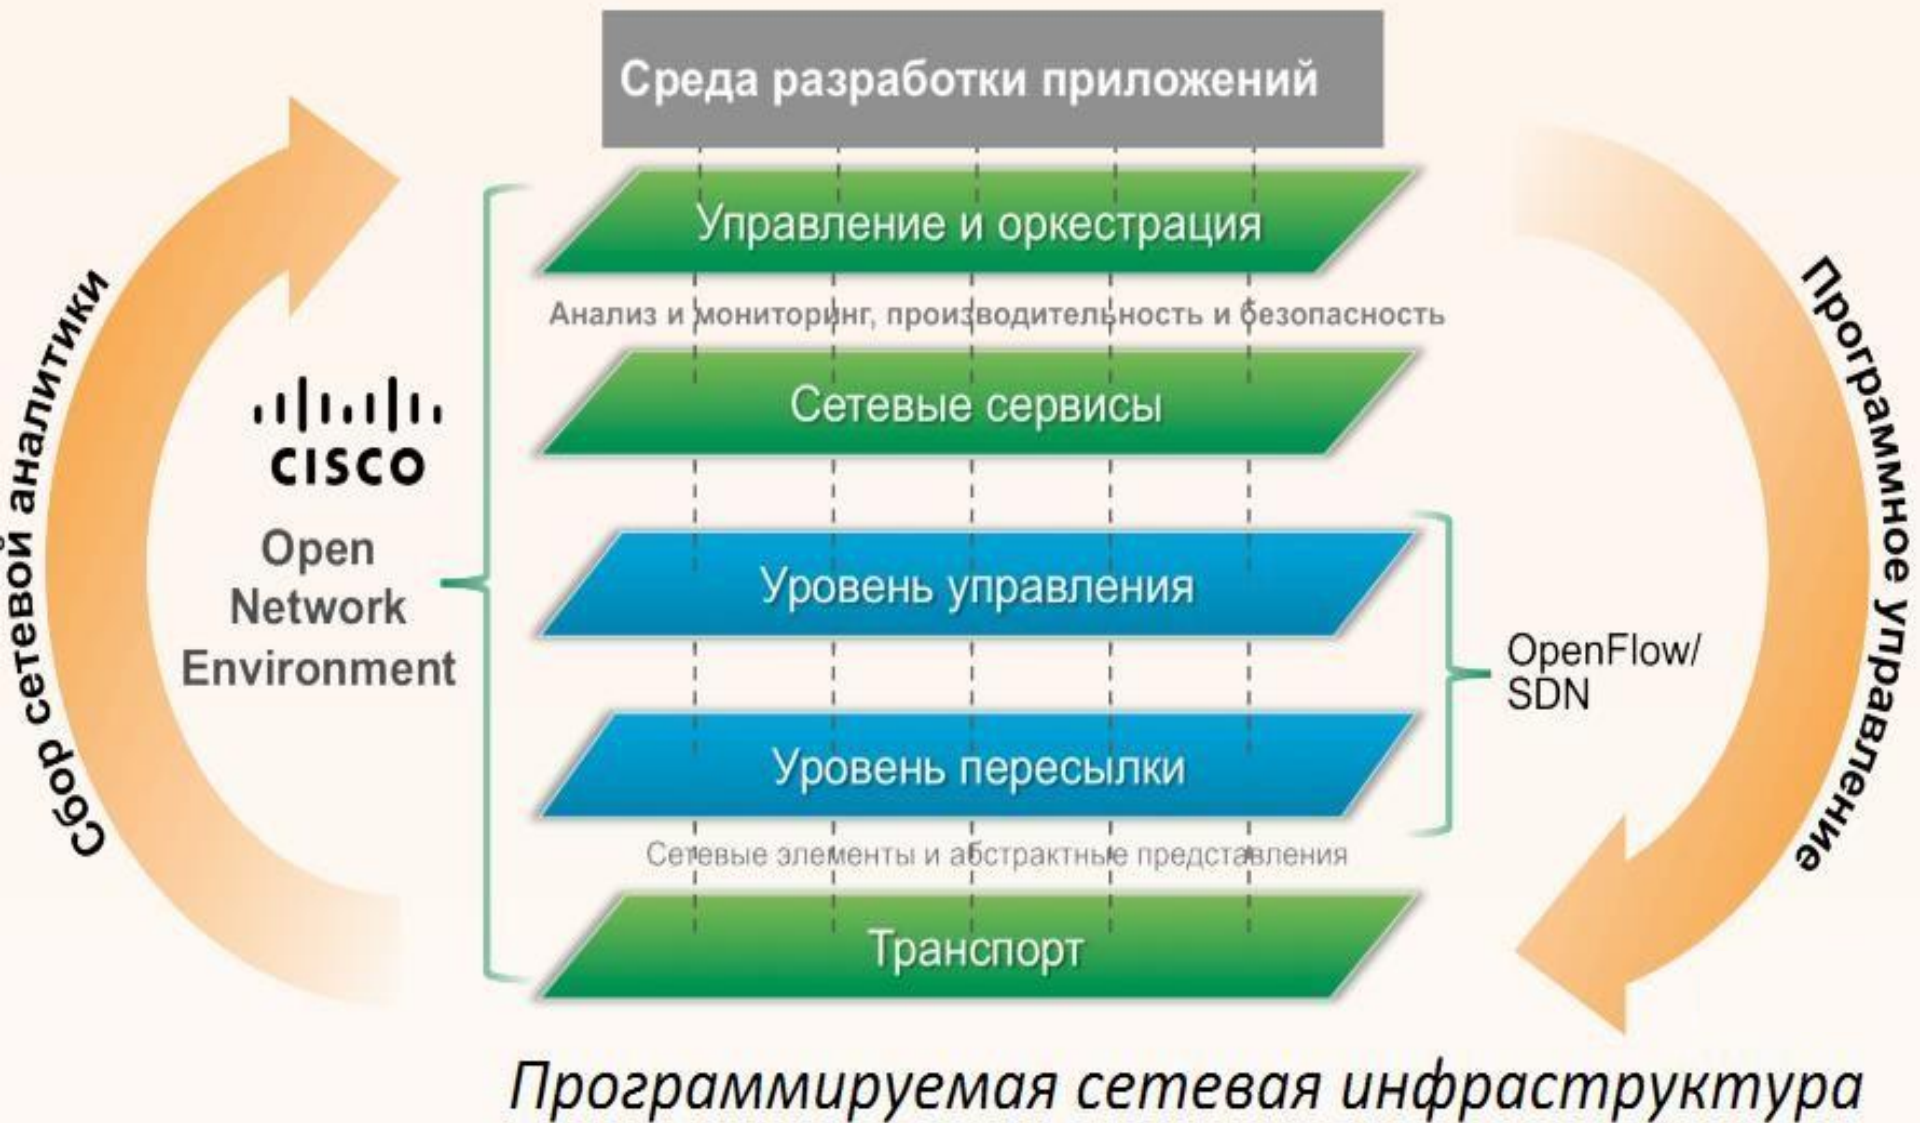 Среда разработки приложений
Управление и оркестрация
Анализ и мониторинг, производительность и безопасность
Сетевые сервисы
Уровень управления
Уровень пересылки
Сетевые элементы и абстрактные представления
Транспорт
Сбор сетевой аналитики
CISCO
Open
Network
Environment
OpenFlow/
SDN
Программное управление
Программируемая сетевая инфраструктура